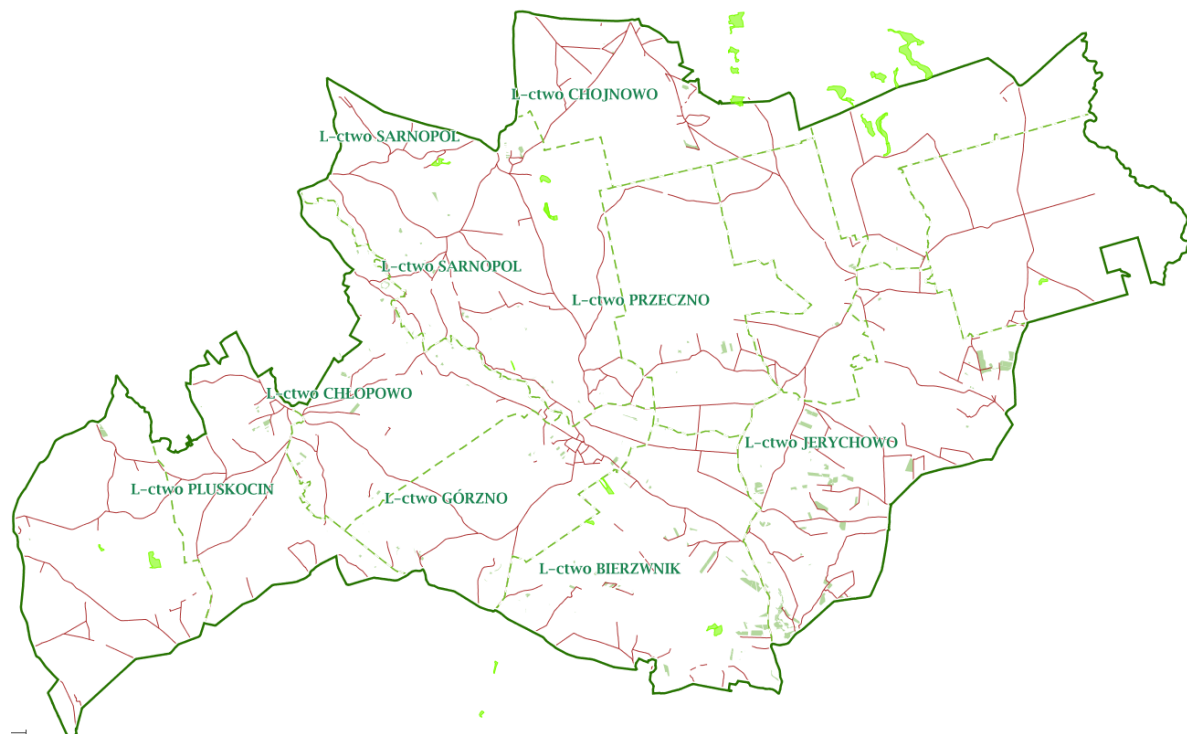 L-ctwo CHOJNOWO
L-ctwo SARNOPOL
L-ctwo SARNOPOL
L-ctwo PRZECZNO
L-ctwo CHŁOPOWO
L-ctwo JERYCHOWO
L-ctwo PLUSKOCIN
L-ctwo GÓRZNO
L-ctwo BIERZWNIK